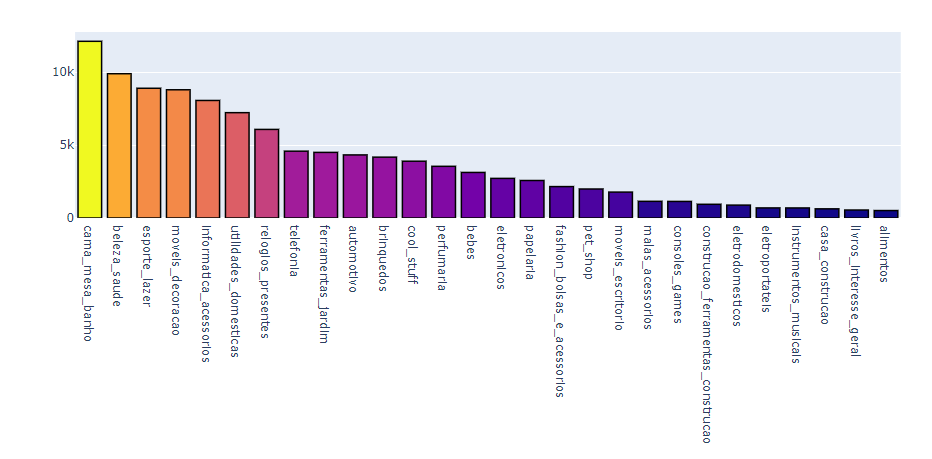 10k
5k
0
cama_mesa_banho
beleza_saude
esporte_lazer
moveis_decoracao
informatica_acessorios
utilidades_domesticas
relogios_presentes
telefonia
ferramentas_jardim
automotivo
brinquedos
cool_stuff
perfumaria
bebes
eletronicos
papelaria
fashion_bolsas_e_acessorios
pet_shop
moveis_escritorio
malas_acessorios
consoles_games
construcao_ferramentas_construcao
eletrodomesticos
eletroportateis
instrumentos_musicais
casa_construcao
livros_interesse_geral
alimentos